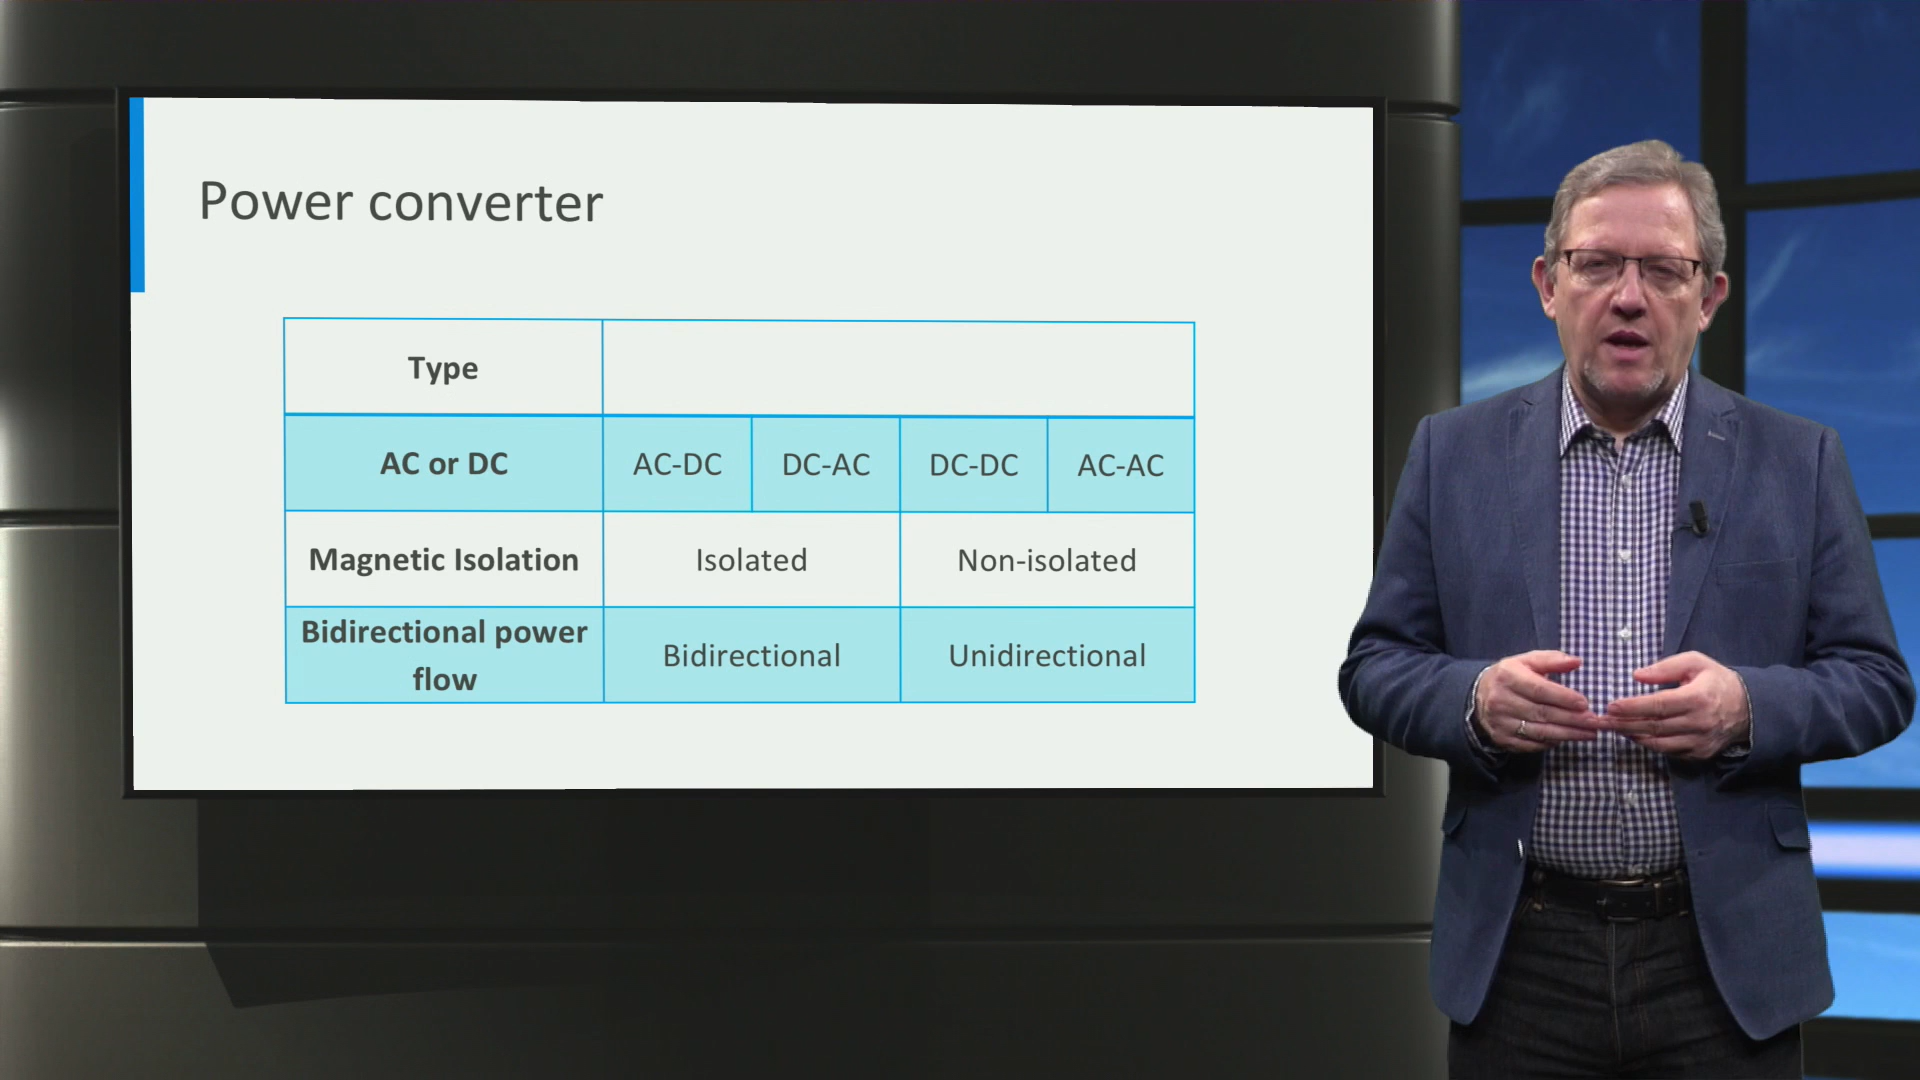 Power converter
Type
AC or DC
AC-DC
DC-AC
DC-DC
AC-AC
Magnetic Isolation
Isolated
Non-isolated
Bidirectional power
flow
Bidirectional
Unidirectional